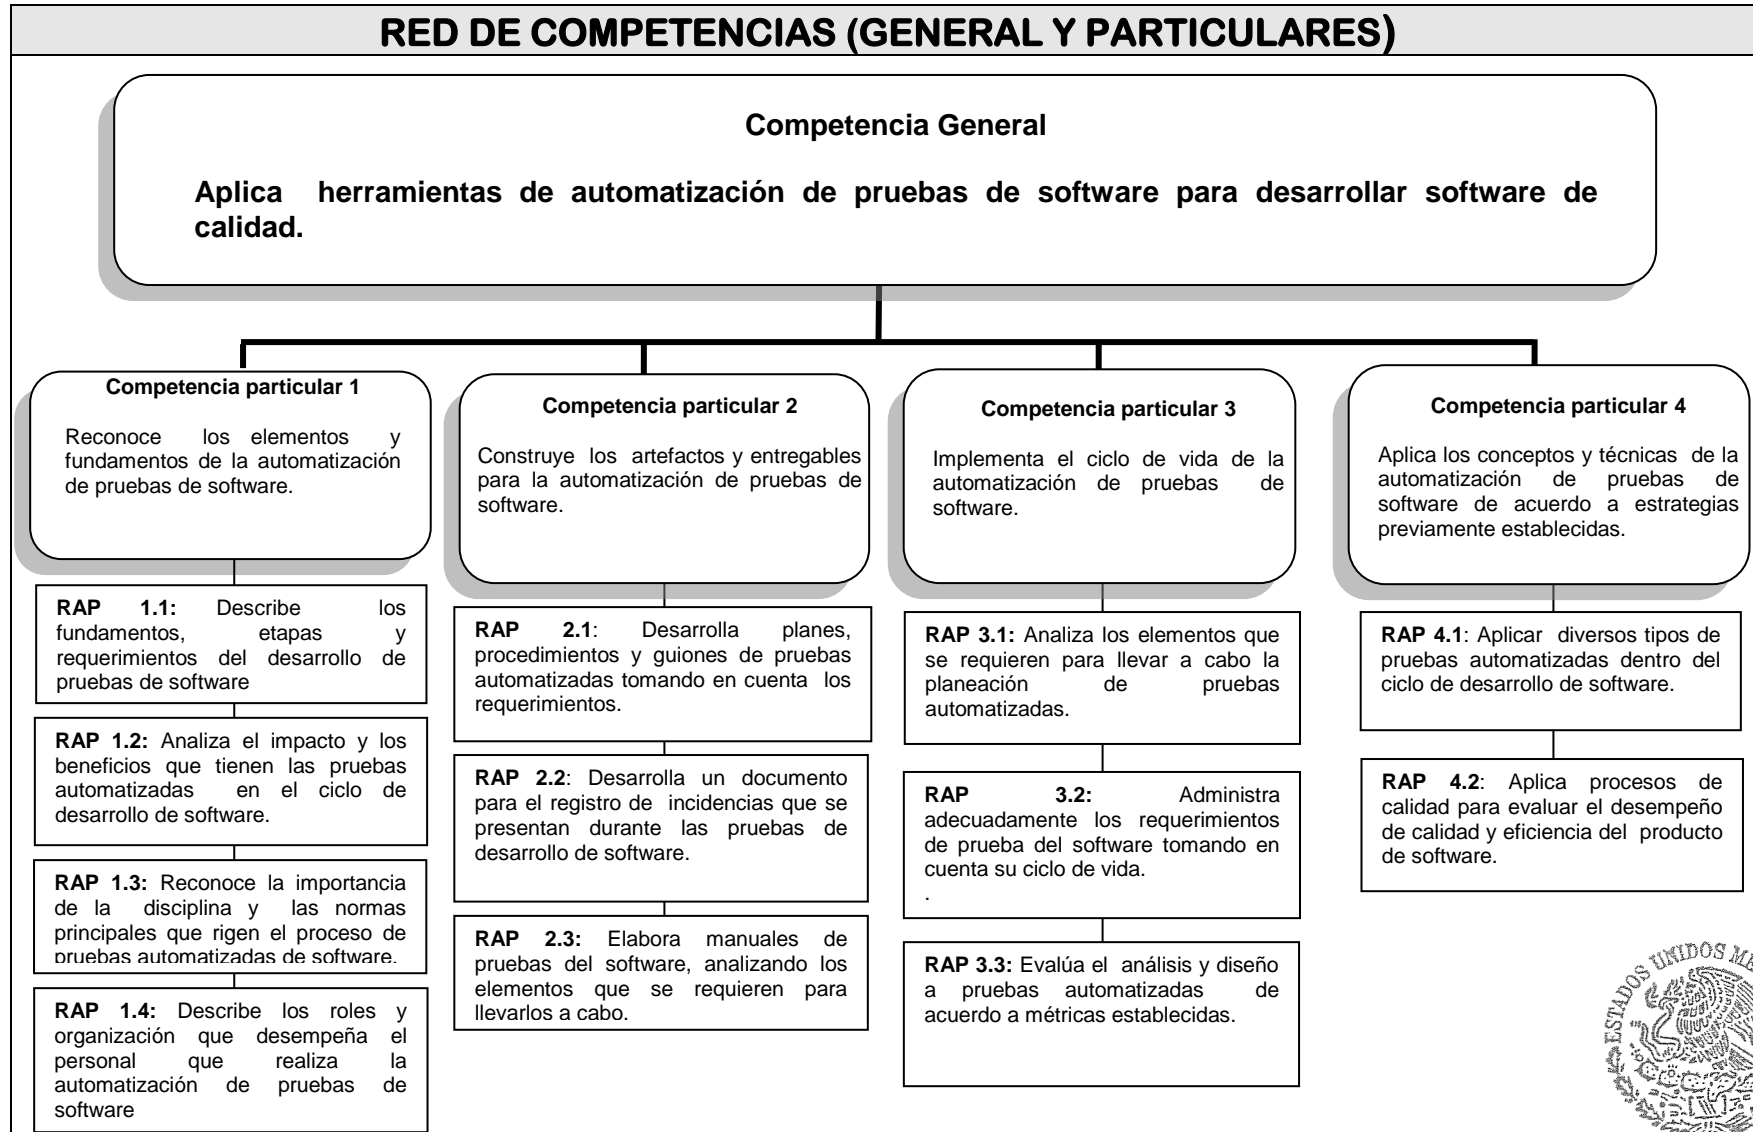 RED DE COMPETENCIAS (GENERAL Y PARTICULARES)
Competencia General
Aplica herramientas de automatización de pruebas de software para desarrollar software de
calidad.
Competencia particular 1
Reconoce los elementos y
fundamentos de la automatización
de pruebas de software.
RAP 1.1: Describe los
fundamentos, etapas y
requerimientos del desarrollo de
pruebas de software
RAP 1.2: Analiza el impacto y los
beneficios que tienen las pruebas
automatizadas en el ciclo de
desarrollo de software.
RAP 1.3: Reconoce la importancia
de la disciplina y las normas
principales que rigen el proceso de
pruebas automatizadas de software.
RAP 1.4: Describe los roles y
organización que desempeña el
personal que realiza la
automatización de pruebas de
software
Competencia particular 2
Construye los artefactos y entregables
para la automatización de pruebas de
software.
RAP 2.1: Desarrolla planes,
procedimientos y guiones de pruebas
automatizadas tomando en cuenta los
requerimientos.
RAP 2.2: Desarrolla un documento
para el registro de incidencias que se
presentan durante las pruebas de
desarrollo de software.
RAP 2.3: Elabora manuales de
pruebas del software, analizando los
elementos que se requieren para
llevarlos a cabo.
Competencia particular 3
Implementa el ciclo de vida de la
automatización de pruebas de
software.
RAP 3.1: Analiza los elementos que
se requieren para llevar a cabo la
planeación de pruebas
automatizadas.
RAP 3.2: Administra
adecuadamente los requerimientos
de prueba del software tomando en
cuenta su ciclo de vida.
.
RAP 3.3: Evalúa el análisis y diseño
a pruebas automatizadas de
acuerdo a métricas establecidas.
Competencia particular 4
Aplica los conceptos y técnicas de la
automatización de pruebas de
software de acuerdo a estrategias
previamente establecidas.
RAP 4.1: Aplicar diversos tipos de
pruebas automatizadas dentro del
ciclo de desarrollo de software.
RAP 4.2: Aplica procesos de
calidad para evaluar el desempeño
de calidad y eficiencia del producto
de software.
ESTADOS UNIDOS ME